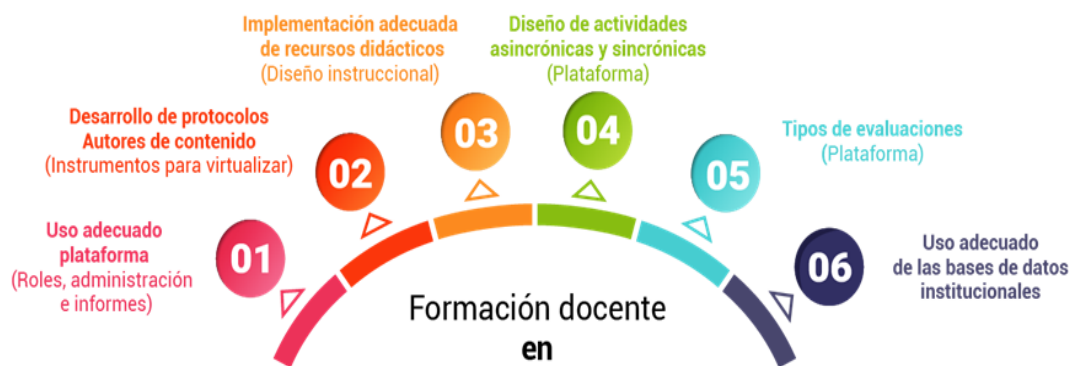 01
Uso adecuado
plataforma
(Roles, administración
e informes)
02
Desarrollo de protocolos
Autores de contenido
(Instrumentos para virtualizar)
03
Implementación adecuada
de recursos didácticos
(Diseño instruccional)
04
Diseño de actividades
asincrónicas y sincrónicas
(Plataforma)
05
Tipos de evaluaciones
(Plataforma)
06
Uso adecuado
de las bases de datos
institucionales
Formación docente
en